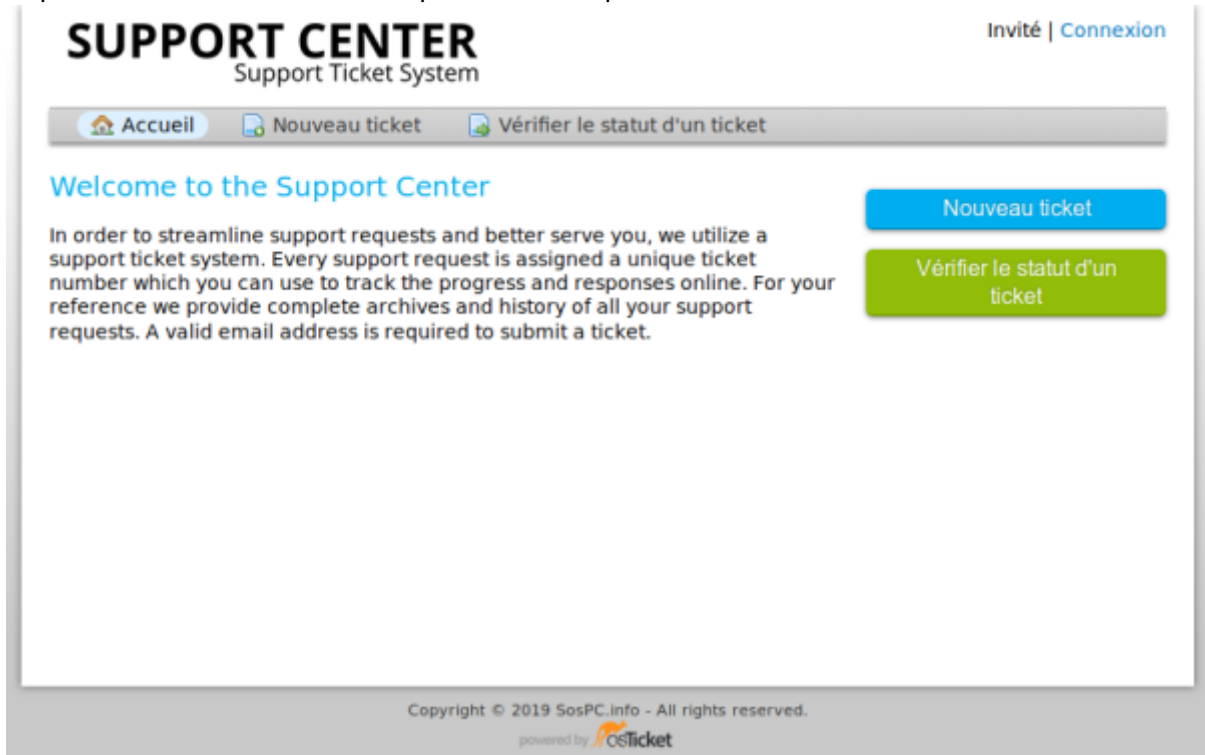 SUPPORT CENTER
Support Ticket System
Invité | Connexion
Accueil
Nouveau ticket
Vérifier le statut d'un ticket
Welcome to the Support Center
In order to streamline support requests and better serve you, we utilize a
support ticket system. Every support request is assigned a unique ticket
number which you can use to track the progress and responses online. For your
reference we provide complete archives and history of all your support
requests. A valid email address is required to submit a ticket.
Nouveau ticket
Vérifier le statut d'un
ticket
Copyright © 2019 SosPC.info - All rights reserved.
powered by osTicket